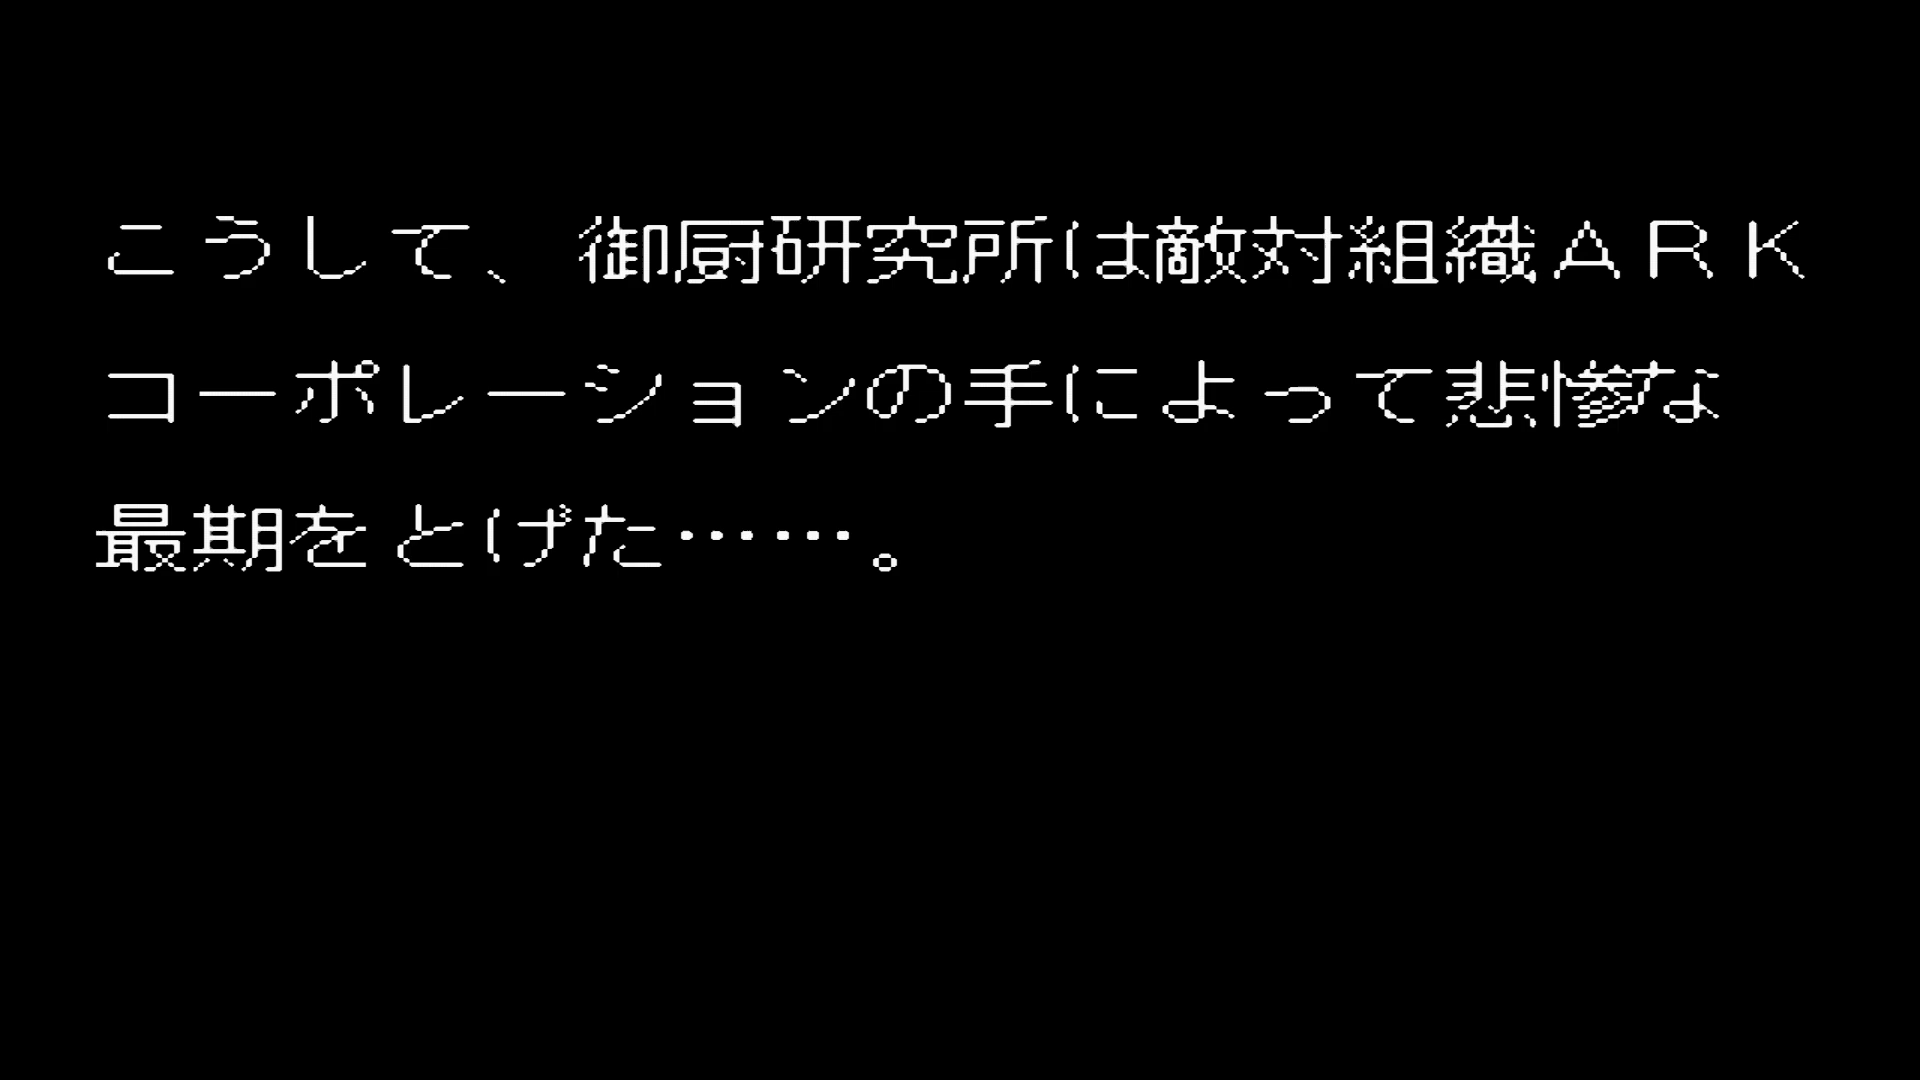 こうして、御厨研究所は敵対組織ＡＲＫ
コーポレーションの手によって悲惨な
最期をとげた……。